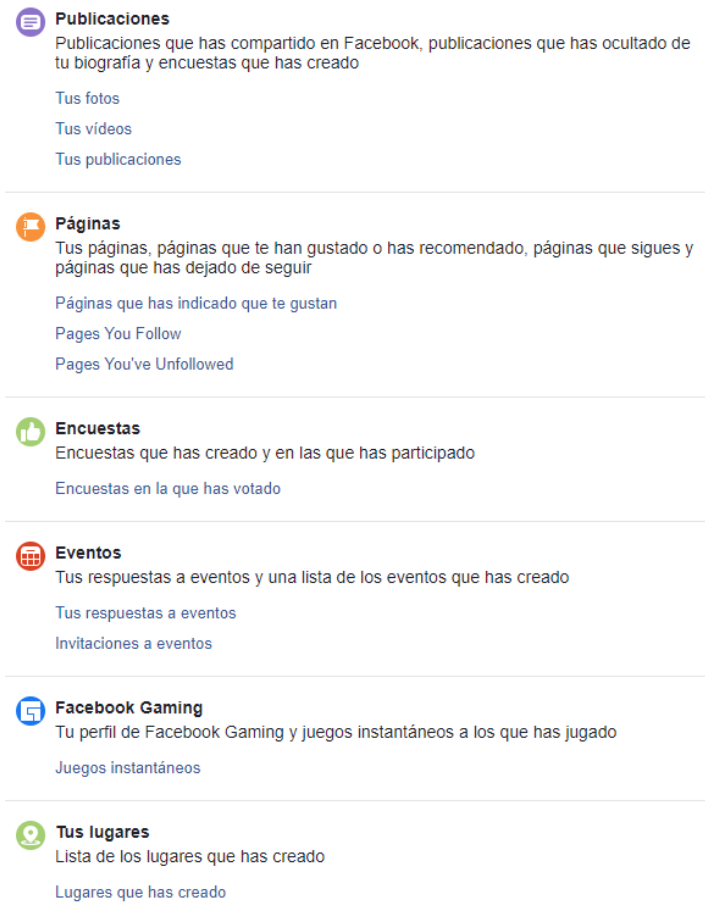 Publicaciones
Publicaciones que has compartido en Facebook, publicaciones que has ocultado de
tu biografía y encuestas que has creado
Tus fotos
Tus vídeos
Tus publicaciones
Páginas
Tus páginas, páginas que te han gustado o has recomendado, páginas que sigues y
páginas que has dejado de seguir
Páginas que has indicado que te gustan
Pages You Follow
Pages You've Unfollowed
Encuestas
Encuestas que has creado y en las que has participado
Encuestas en la que has votado
Eventos
Tus respuestas a eventos y una lista de los eventos que has creado
Tus respuestas a eventos
Invitaciones a eventos
Facebook Gaming
Tu perfil de Facebook Gaming y juegos instantáneos a los que has jugado
Juegos instantáneos
Tus lugares
Lista de los lugares que has creado
Lugares que has creado